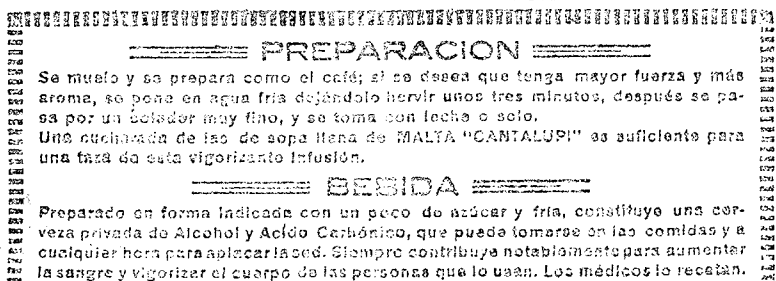 PREPARACION
Se muele y se prepara como el café; si se desea que tenga mayor fuerza y más
aroma, se pone en agua fría dejándolo hervir unos tres minutos, después se pa-
sa por un colador muy fino, y se toma con leche o solo.
Una cucharada de las de sopa llena de MALTA "CANTALUPI" es suficiente para
una taza de esta vigorizante infusión.
BEBIDA
Preparado en forma indicada con un poco de azúcar y fría, constituye una cer-
veza privada de Alcohol y Acido Carbónico, que puede tomarse en las comidas y a
cualquier hora para aplacar la sed. Siempre contribuye notablemente para aumentar
la sangre y vigorizar el cuerpo de las personas que lo usan. Los médicos lo recetan.